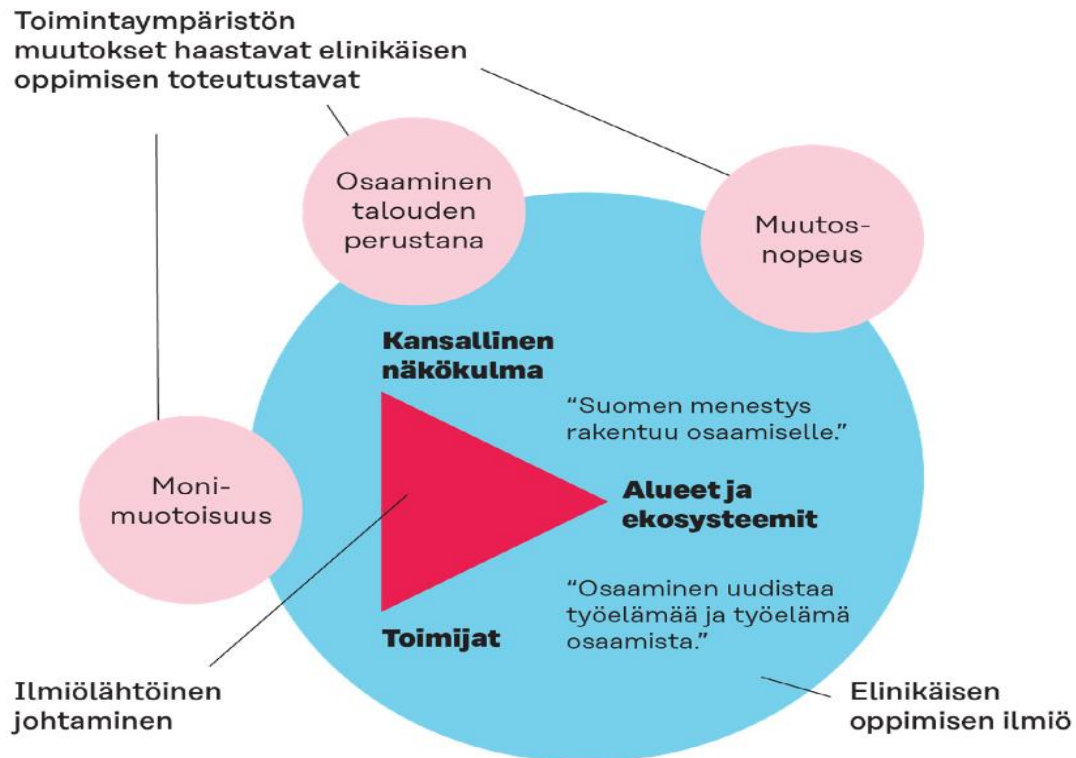 Toimintaympäristön
muutokset haastavat elinikäisen
oppimisen toteutustavat
Osaaminen
talouden
perustana
Muutos-
nopeus
Kansallinen
näkökulma
"Suomen menestys
rakentuu osaamiselle."
Moni-
muotoisuus
Alueet ja
ekosysteemit
"Osaaminen uudistaa
työelämää ja työelämä
osaamista."
Toimijat
Ilmiölähtöinen
johtaminen
Elinikäisen
oppimisen ilmiö